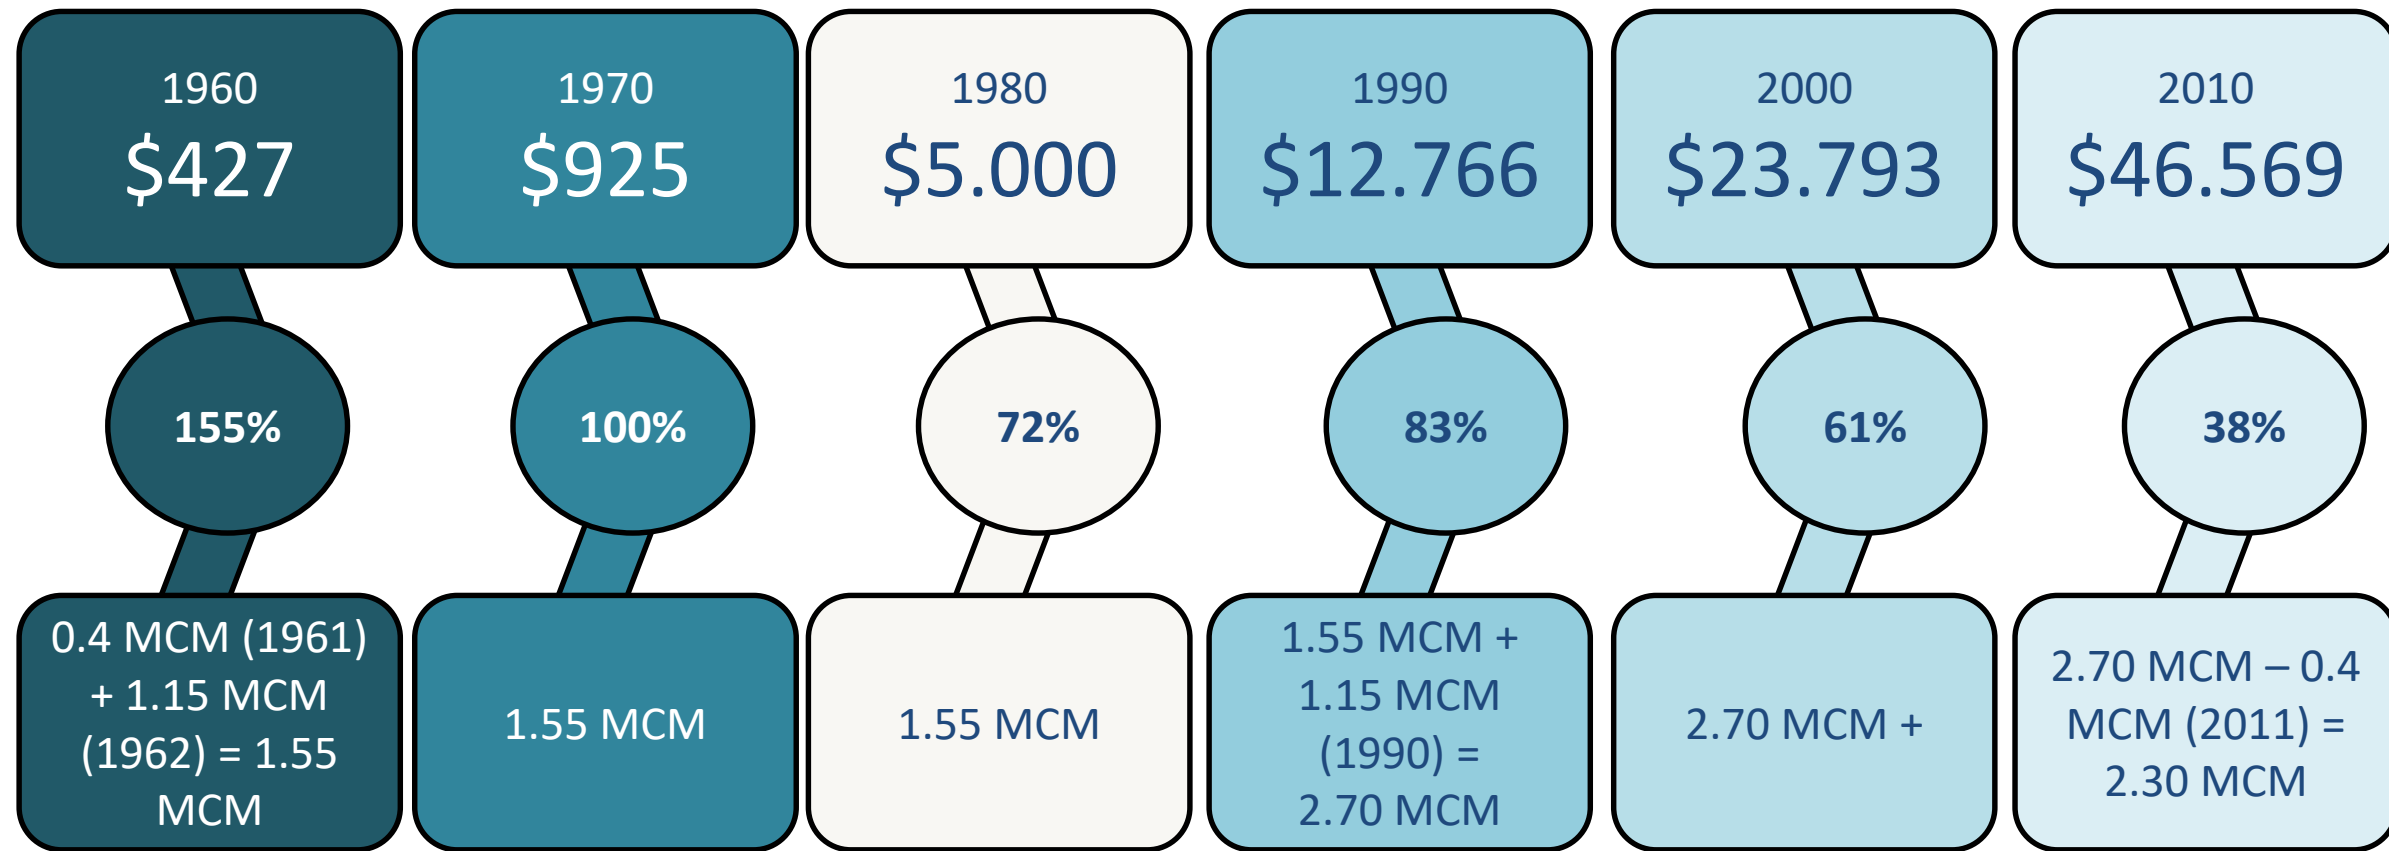 1960
$427
1970
$925
1980
$5.000
1990
$12.766
2000
$23.793
2010
$46.569
155%
100%
72%
83%
61%
38%
0.4 MCM (1961)
+ 1.15 MCM
(1962) = 1.55
MCM
1.55 MCM
1.55 MCM
1.55 MCM +
1.15 MCM
(1990) =
2.70 MCM
2.70 MCM +
2.70 MCM – 0.4
MCM (2011) =
2.30 MCM